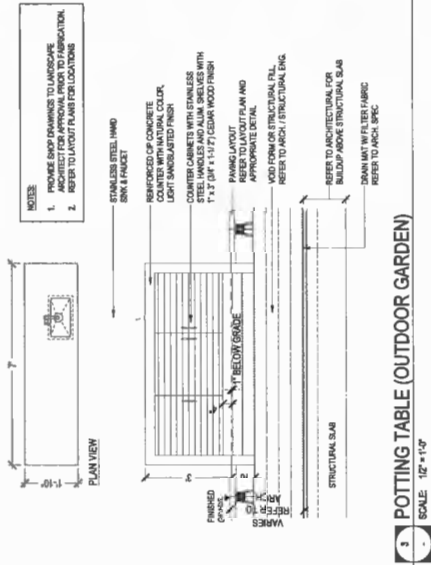 NOTES:
1. PROVIDE SHOP DRAWINGS TO LANDSCAPE
ARCHITECT FOR APPROVAL PRIOR TO FABRICATION.
2. REFER TO LAYOUT PLANS FOR LOCATIONS
7'
1'-10"
PLAN VIEW
STAINLESS STEEL HAND
SINK & FAUCET
REINFORCED CIP CONCRETE
COUNTER WITH NATURAL COLOR,
LIGHT SANDBLASTED FINISH
COUNTER CABINETS WITH STAINLESS
STEEL HANDLES AND ALUM. SHELVES WITH
1" x 2" (3/4" x 1-1/2") CEDAR WOOD FINISH
PAVING LAYOUT
REFER TO LAYOUT PLAN AND
APPROPRIATE DETAIL
VOID FORM OR STRUCTURAL FILL,
REFER TO ARCH. / STRUCTURAL ENG.
REFER TO ARCHITECTURAL FOR
BUILDUP ABOVE STRUCTURAL SLAB
DRAIN MAT W/ FILTER FABRIC
REFER TO ARCH. SPEC
3'
1" BELOW GRADE
FINISHED
VARIES
REFER TO
STRUCTURAL SLAB
3
-
POTTING TABLE (OUTDOOR GARDEN)
SCALE: 1/2" = 1'-0"